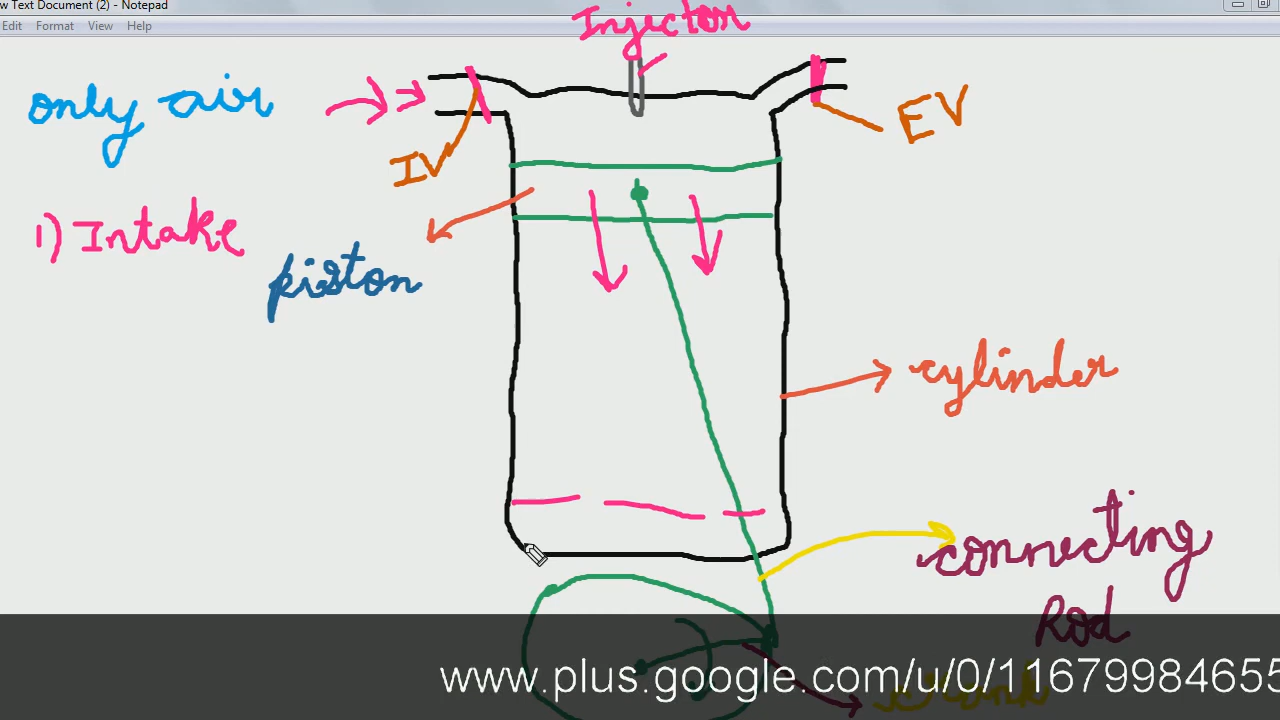 w Text Document (2) - Notepad
Edit Format View Help
Injector
only air
IV
EV
1) Intake
piston
cylinder
connecting
Rod
crank
www.plus.google.com/u/0/11679984655